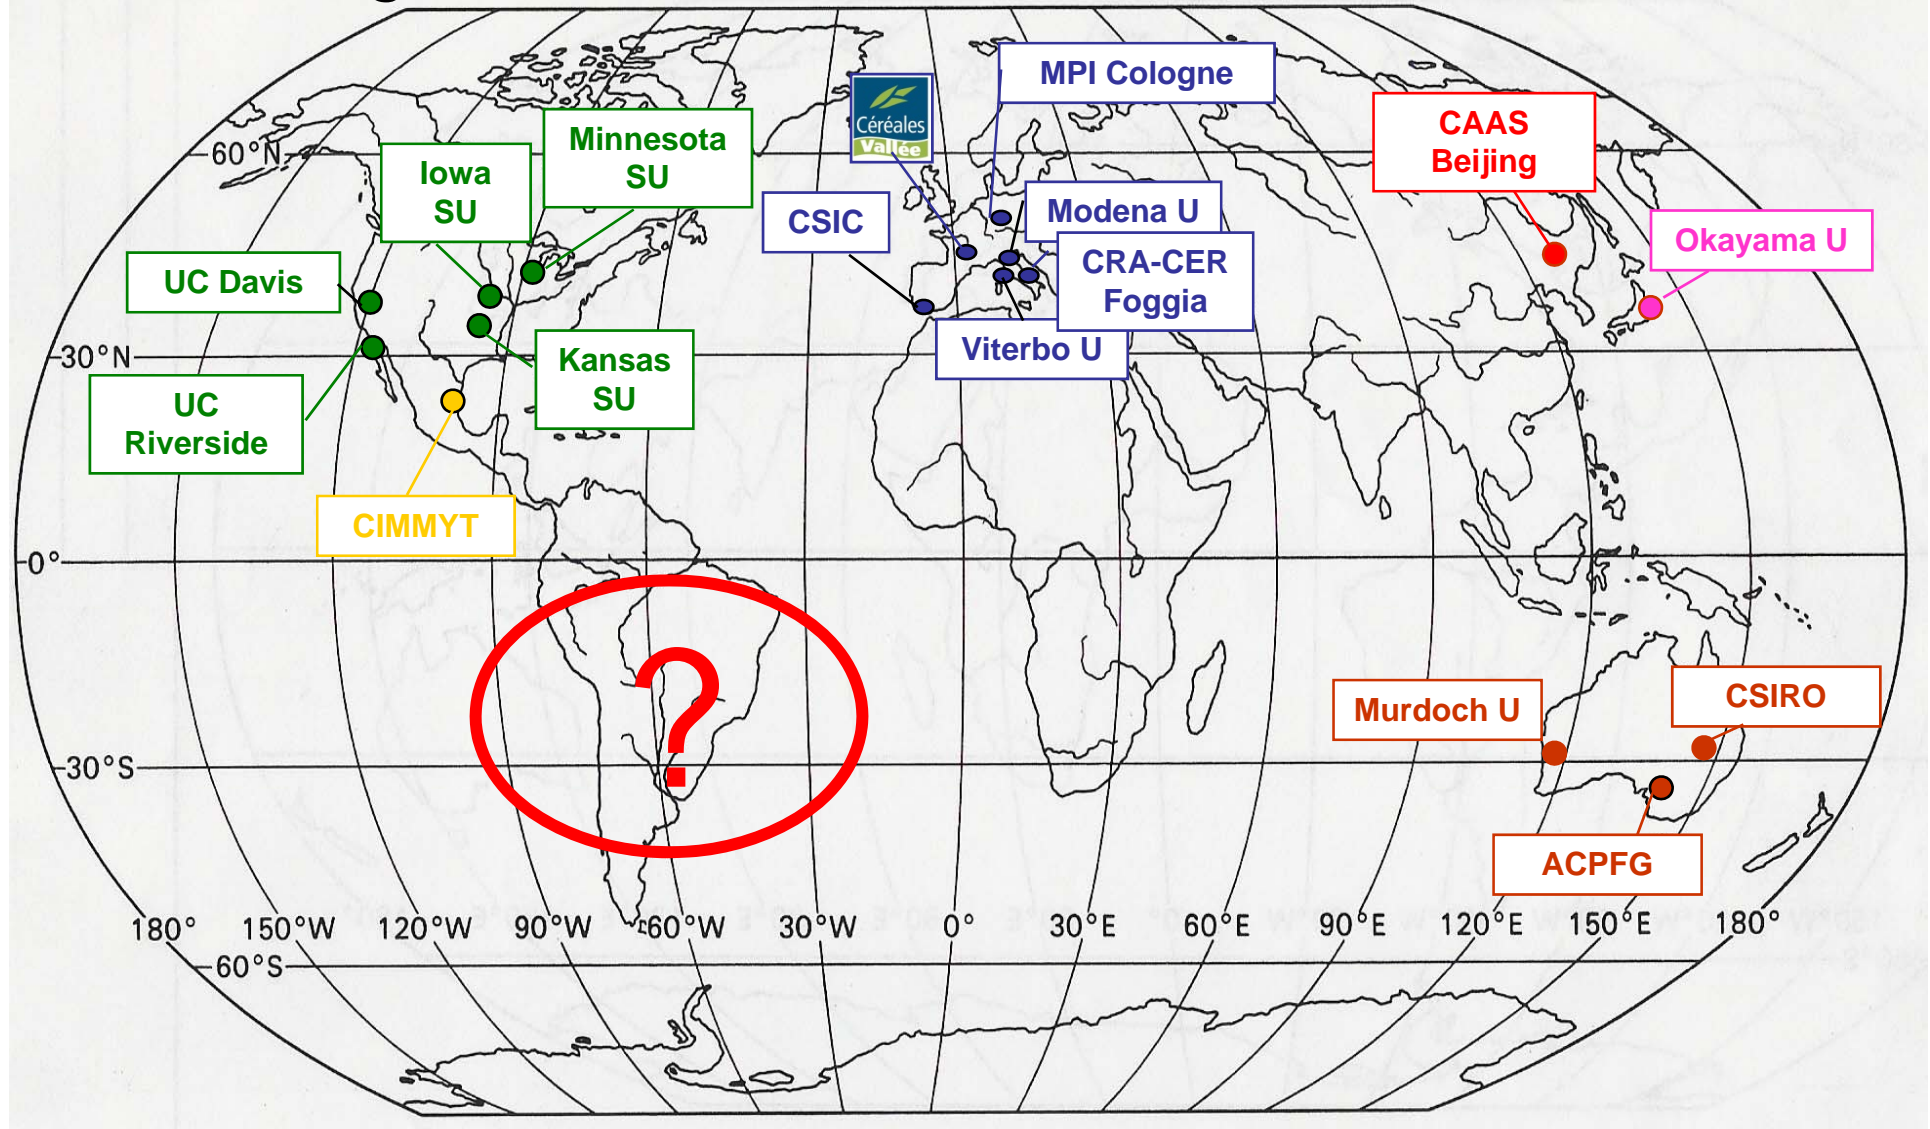 MPI Cologne
Céréales
Vallée
CAAS
Beijing
Minnesota
SU
Iowa
SU
60°N
CSIC
Modena U
Okayama U
CRA-CER
Foggia
UC Davis
Viterbo U
30°N
Kansas
SU
UC
Riverside
CIMMYT
0°
?
Murdoch U
CSIRO
30°S
ACPFG
180° 150°W 120°W 90°W 60°W 30°W 0° 30°E 60°E 90°E 120°E 150°E 180°
60°S